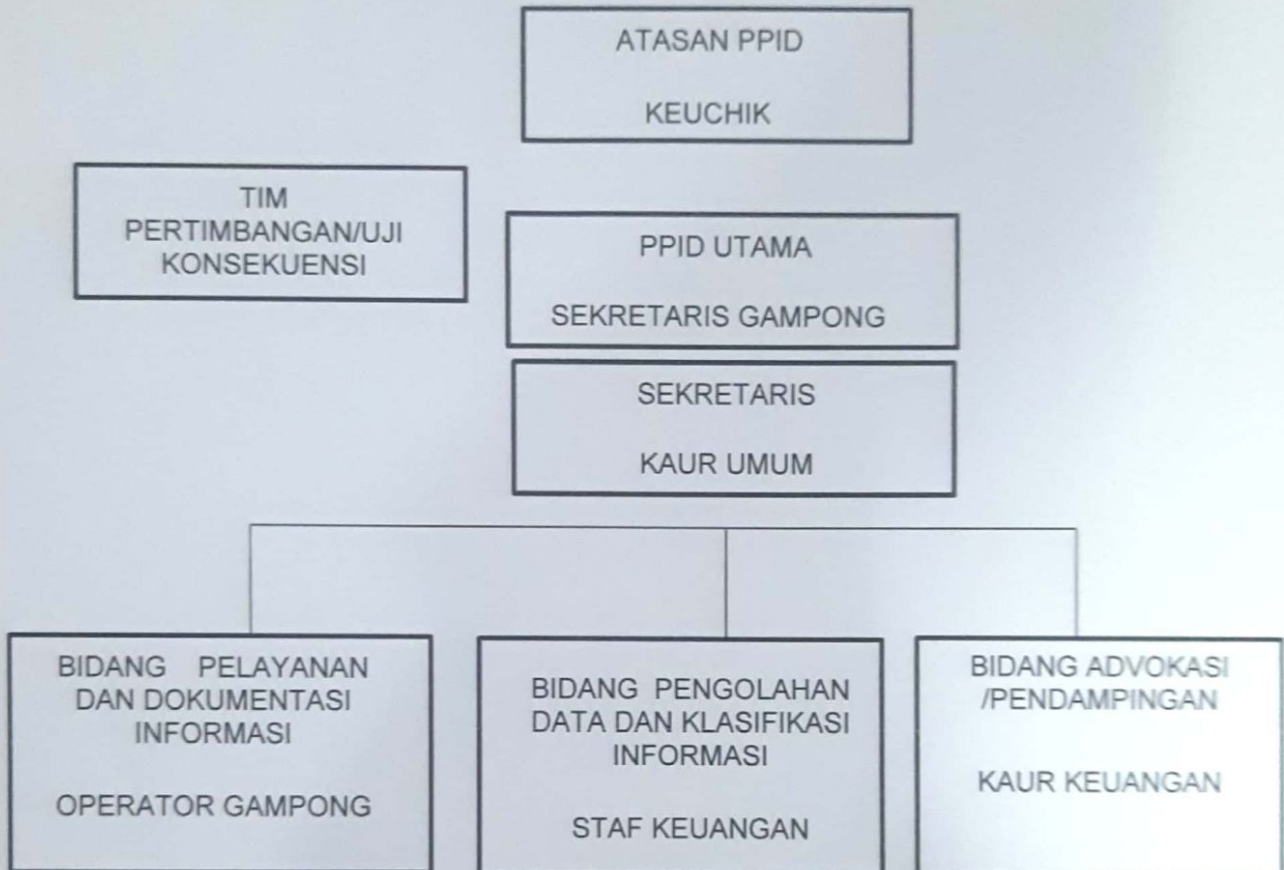 ATASAN PPID
KEUCHIK
TIM
PERTIMBANGAN/UJI
KONSEKUENSI
PPID UTAMA
SEKRETARIS GAMPONG
SEKRETARIS
KAUR UMUM
BIDANG PELAYANAN
DAN DOKUMENTASI
INFORMASI
OPERATOR GAMPONG
BIDANG PENGOLAHAN
DATA DAN KLASIFIKASI
INFORMASI
STAF KEUANGAN
BIDANG ADVOKASI
/PENDAMPINGAN
KAUR KEUANGAN